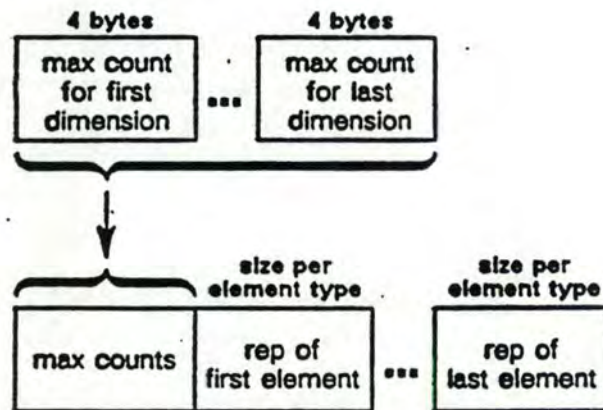 4 bytes 4 bytes
max count max count
for first ... for last
dimension dimension
size per size per
element type element type
max counts rep of ... rep of
first element last element